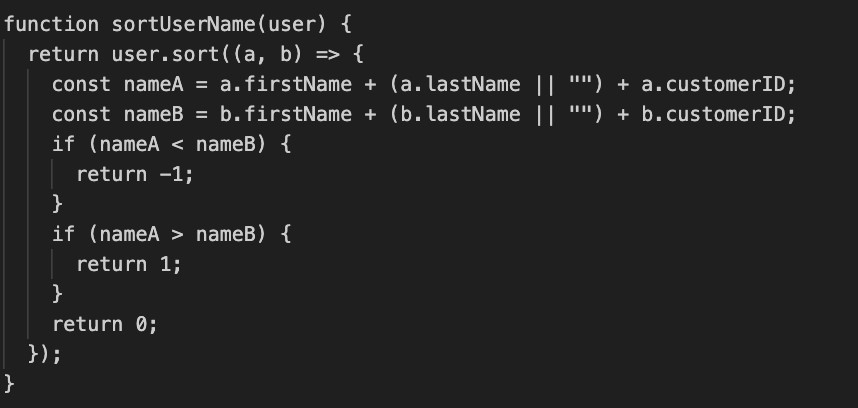 function sortUserName(user) {
  return user.sort((a, b) => {
    const nameA = a.firstName + (a.lastName || "") + a.customerID;
    const nameB = b.firstName + (b.lastName || "") + b.customerID;
    if (nameA < nameB) {
      return -1;
    }
    if (nameA > nameB) {
      return 1;
    }
    return 0;
  });
}